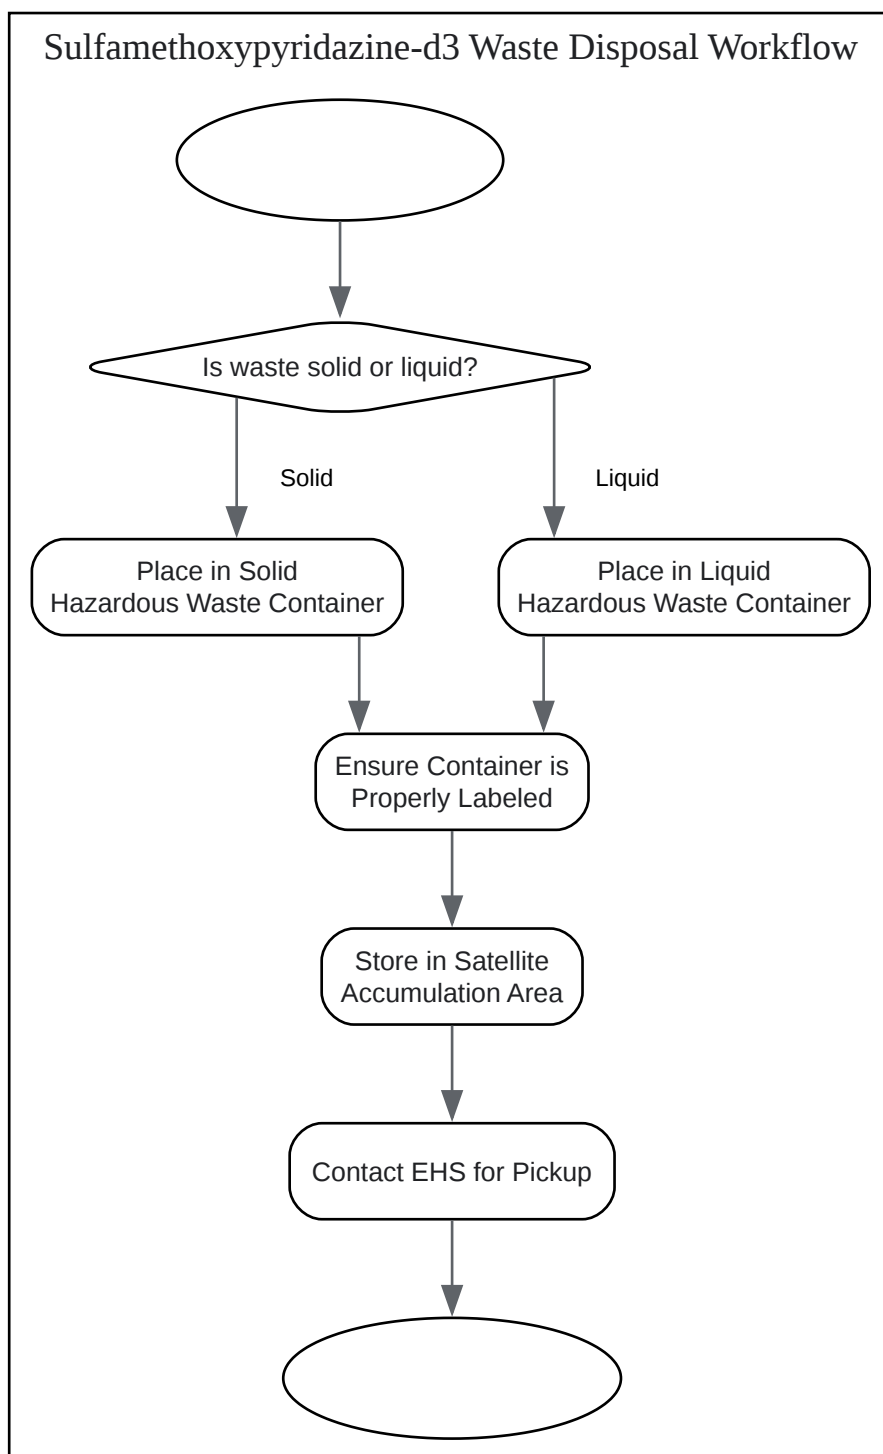 Sulfamethoxypyridazine-d3 Waste Disposal Workflow
Is waste solid or liquid?
Solid
Liquid
Place in Solid
Hazardous Waste Container
Place in Liquid
Hazardous Waste Container
Ensure Container is
Properly Labeled
Store in Satellite
Accumulation Area
Contact EHS for Pickup